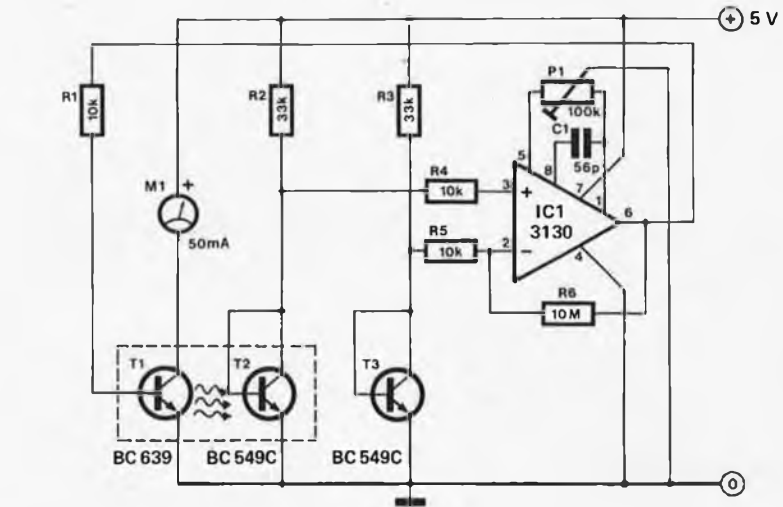 + 5 V
R1
10k
R2
33k
R3
33k
P1
100k
C1
56p
M1 +
50mA
R4
10k
R5
10k
5
8
7
1
3
+
2
−
6
4
IC1
3130
R6
10M
T1
T2
T3
BC 639
BC 549C
BC 549C
0